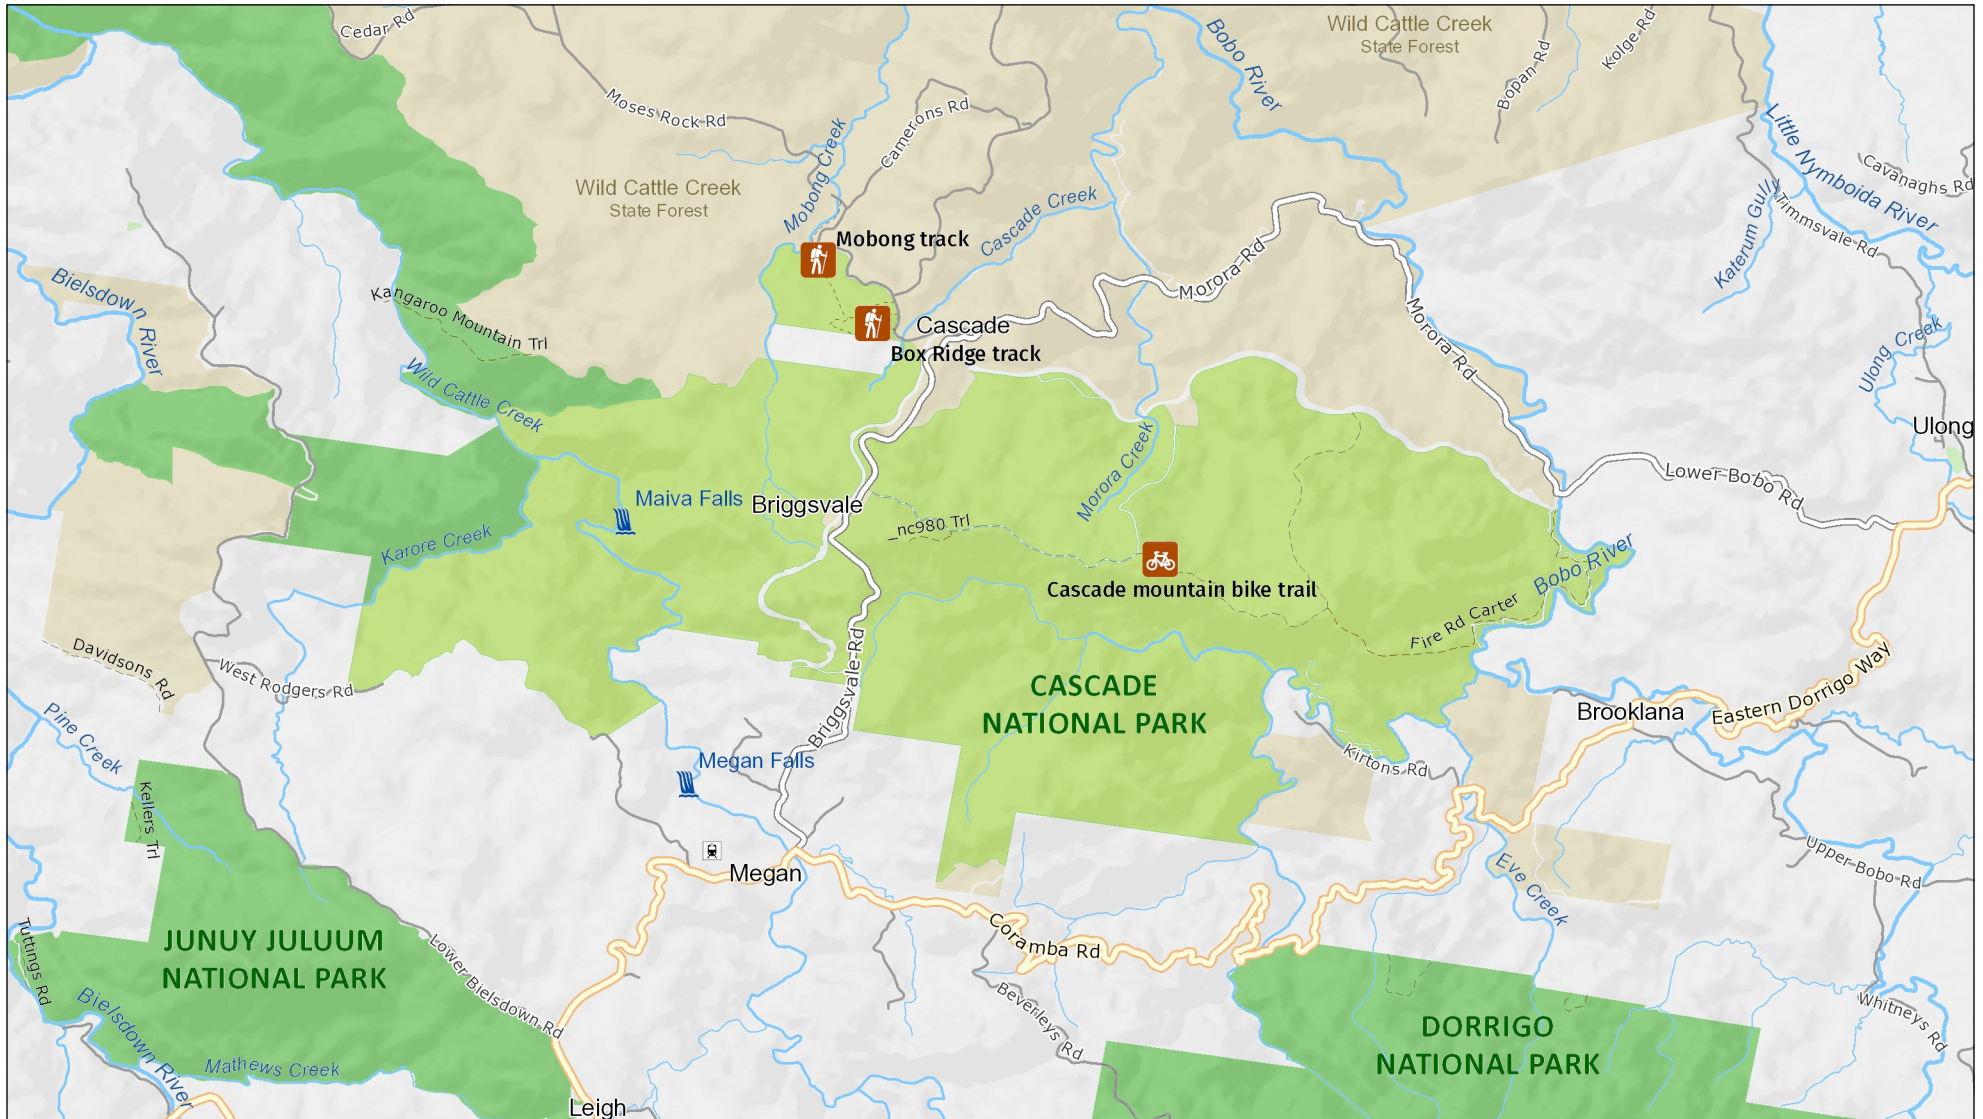 Cedar Rd
Wild Cattle Creek
State Forest
Bopan Rd
Kolge Rd
Bobo River
Moses Rock Rd
Camerons Rd
Mobong Creek
Little Nymboida River
Cavanaghs Rd
Wild Cattle Creek
State Forest
Cascade Creek
Katerum Gully
Timmsvale Rd
Mobong track
Morora Rd
Bielsdown River
Kangaroo Mountain Trl
Cascade
Box Ridge track
Morora Rd
Ulong Creek
Wild Cattle Creek
Ulong
Morora Creek
Lower Bobo Rd
Maiva Falls
Briggsvale
_nc980 Trl
Karore Creek
Cascade mountain bike trail
Bobo River
Fire Rd Carter
Davidsons Rd
West Rodgers Rd
Briggsvale Rd
CASCADE
NATIONAL PARK
Eastern Dorrigo Way
Brooklana
Pine Creek
Megan Falls
Kirtons Rd
Kellers Trl
Megan
Upper Bobo Rd
Eve Creek
Tuttings Rd
JUNUY JULUUM
NATIONAL PARK
Lower Bielsdown Rd
Coramba Rd
Bielsdown River
Beverleys Rd
Whitneys Rd
DORRIGO
NATIONAL PARK
Mathews Creek
Leigh